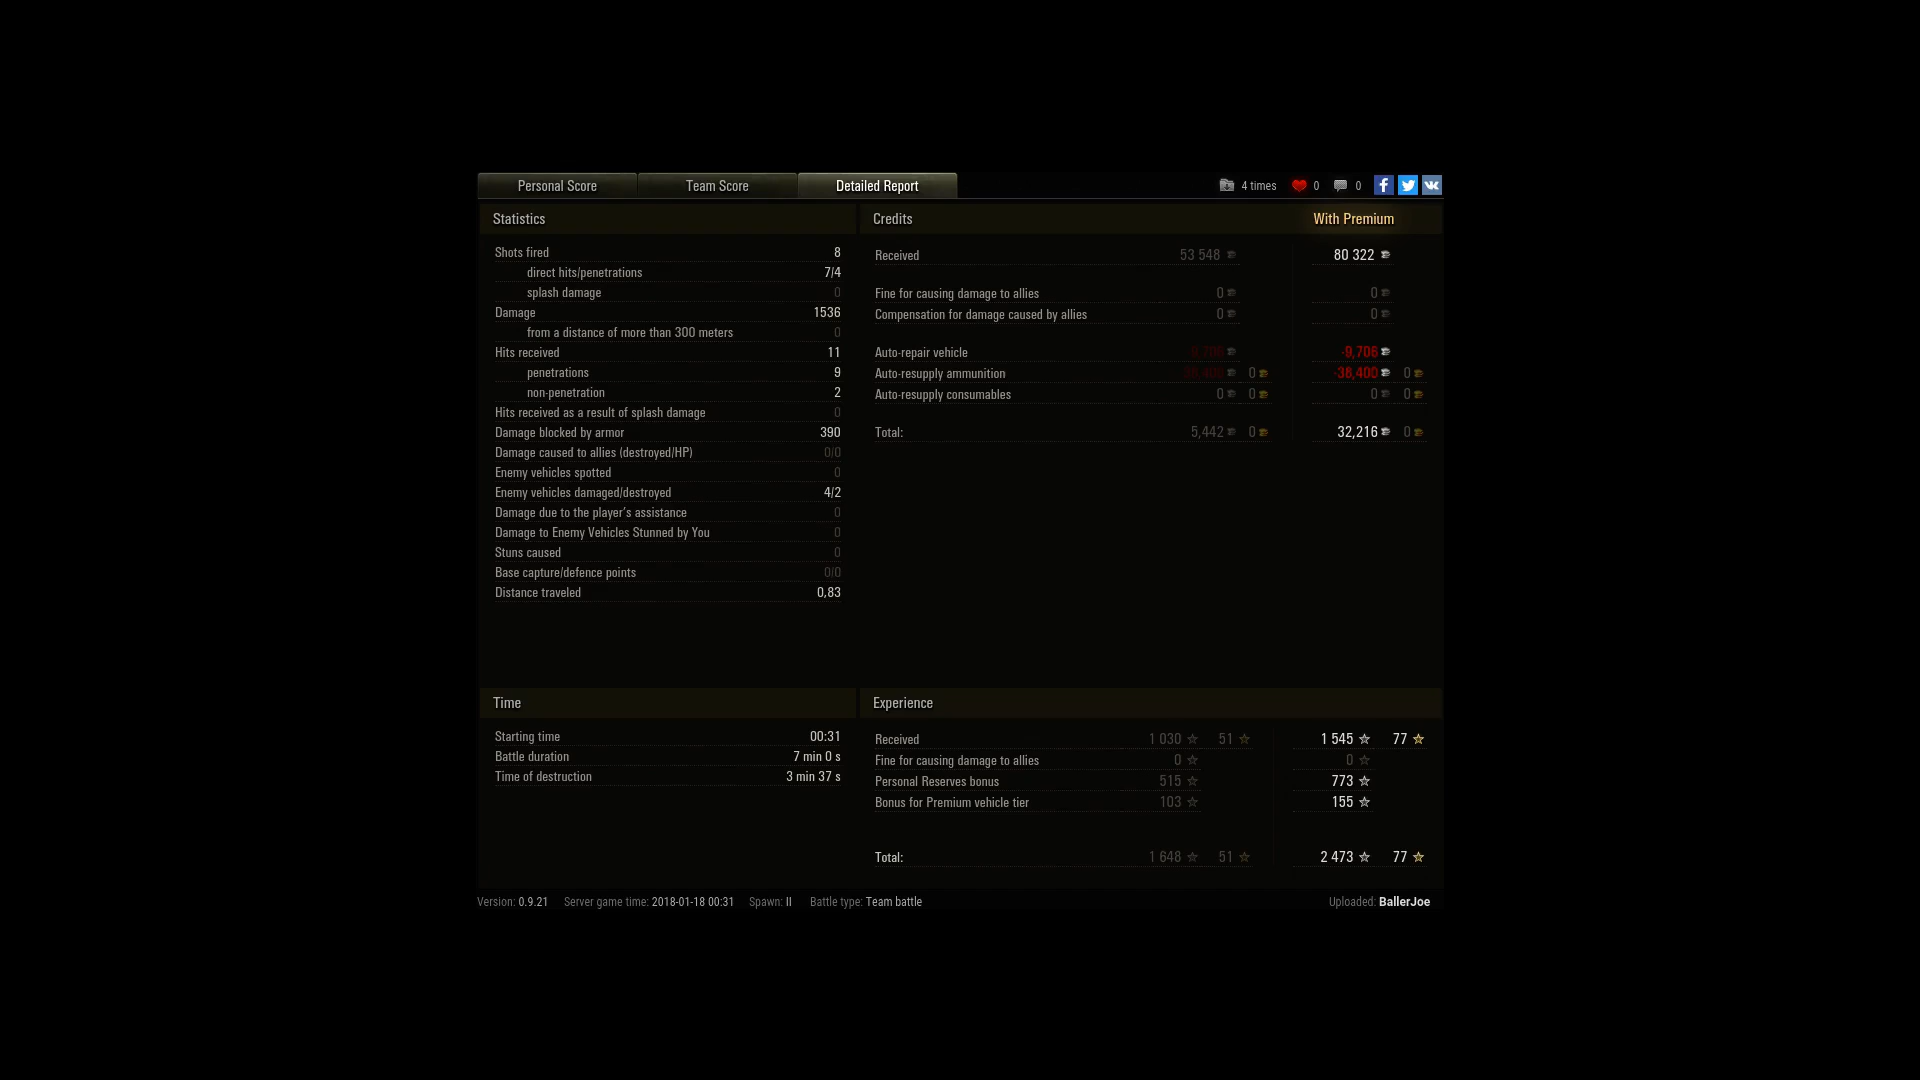 Personal Score Team Score Detailed Report 4 times 0 0
Statistics
Shots fired 8
direct hits/penetrations 7/4
splash damage 0
Damage 1536
from a distance of more than 300 meters 0
Hits received 11
penetrations 9
non-penetration 2
Hits received as a result of splash damage 0
Damage blocked by armor 390
Damage caused to allies (destroyed/HP) 0/0
Enemy vehicles spotted 0
Enemy vehicles damaged/destroyed 4/2
Damage due to the player's assistance 0
Damage to Enemy Vehicles Stunned by You 0
Stuns caused 0
Base capture/defence points 0/0
Distance traveled 0,83
Credits With Premium
Received 53 548 80 322
Fine for causing damage to allies 0 0
Compensation for damage caused by allies 0 0
Auto-repair vehicle -9,706
Auto-resupply ammunition 0 -38,400 0
Auto-resupply consumables 0 0 0 0
Total: 5,442 0 32,216 0
Time
Starting time 00:31
Battle duration 7 min 0 s
Time of destruction 3 min 37 s
Experience
Received 1 030 51 1 545 77
Fine for causing damage to allies 0 0
Personal Reserves bonus 515 773
Bonus for Premium vehicle tier 103 155
Total: 1 648 51 2 473 77
Version: 0.9.21 Server game time: 2018-01-18 00:31 Spawn: II Battle type: Team battle Uploaded: BallerJoe